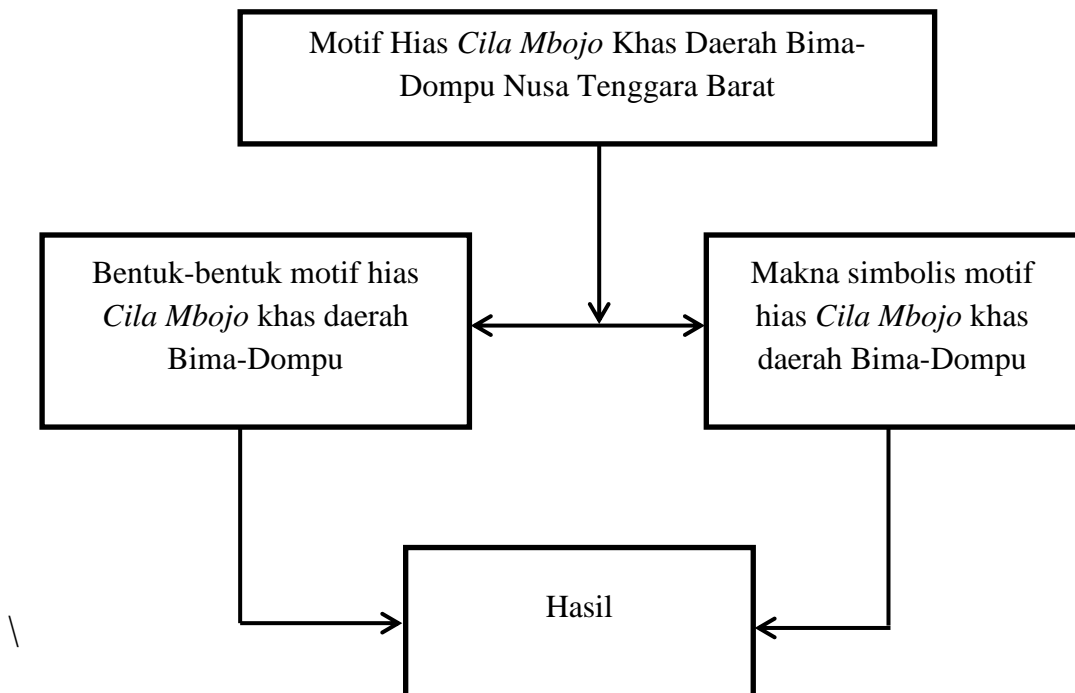 Motif Hias Cila Mbojo Khas Daerah Bima-
Dompu Nusa Tenggara Barat
Bentuk-bentuk motif hias
Cila Mbojo khas daerah
Bima-Dompu
Makna simbolis motif
hias Cila Mbojo khas
daerah Bima-Dompu
Hasil
\